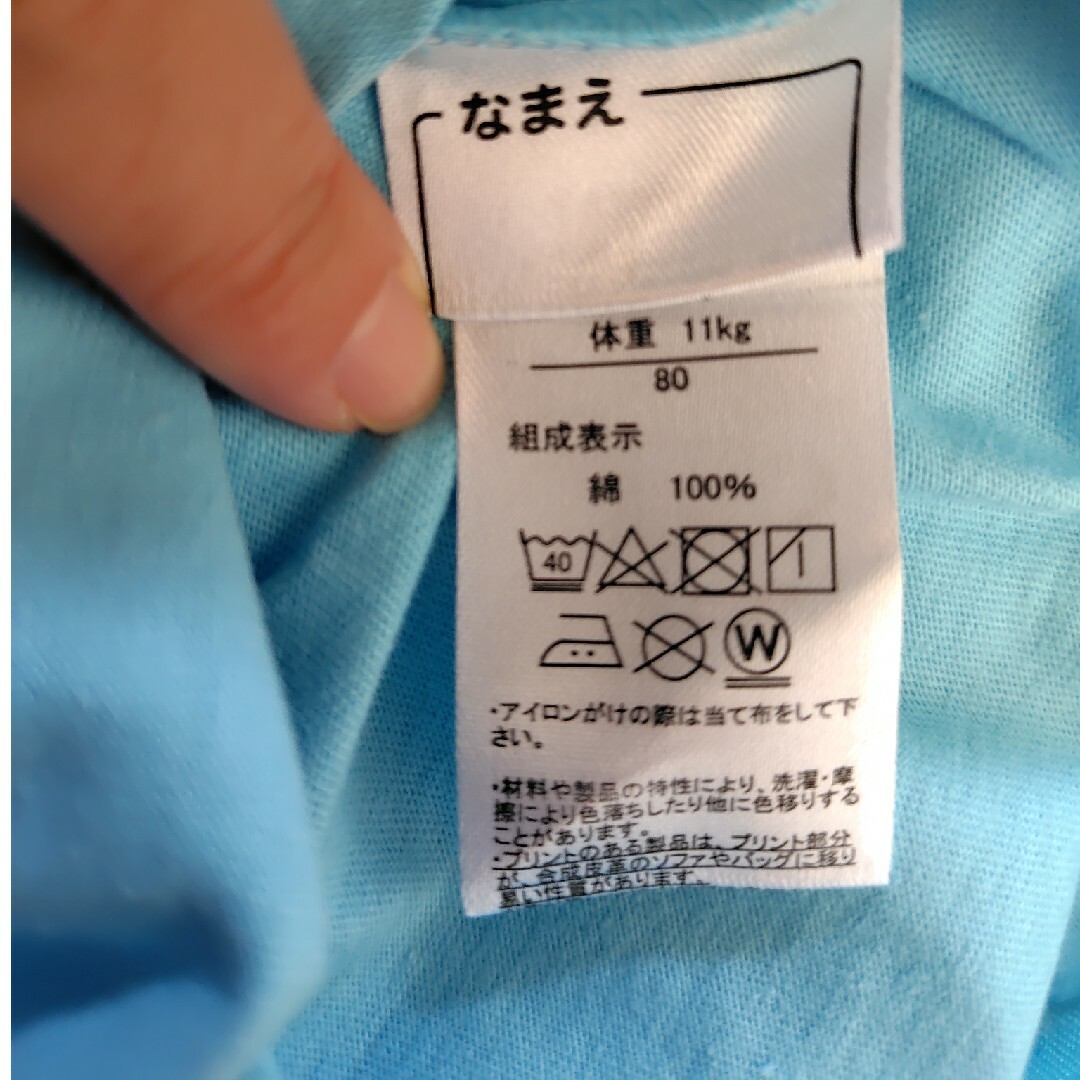 なまえ
体重 11kg
80
組成表示
綿 100%
40
W
・アイロンがけの際は当て布をして下
さい。
・材料や製品の特性により、洗濯・摩
擦により色落ちしたり他に色移りする
ことがあります。
・プリントのある製品は、プリント部分
が、合成皮革のソファやバッグに移り
易い性質があります。